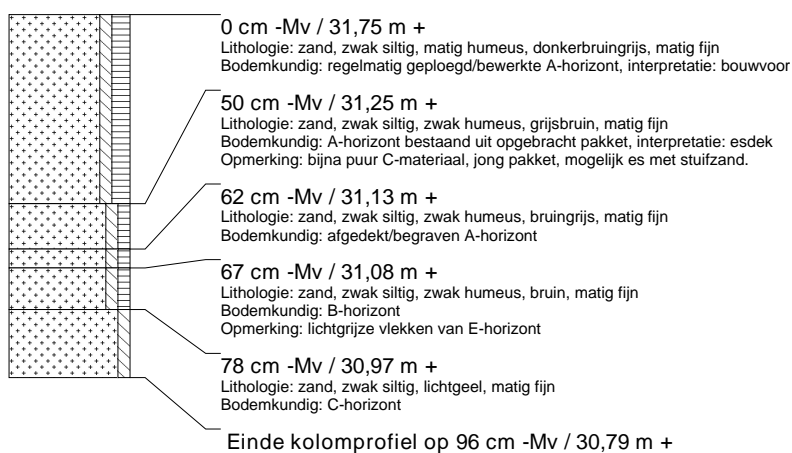 0 cm -Mv / 31,75 m +
Lithologie: zand, zwak siltig, matig humeus, donkerbruingrijs, matig fijn
Bodemkundig: regelmatig geploegd/bewerkte A-horizont, interpretatie: bouwvoor
50 cm -Mv / 31,25 m +
Lithologie: zand, zwak siltig, zwak humeus, grijsbruin, matig fijn
Bodemkundig: A-horizont bestaand uit opgebracht pakket, interpretatie: esdek
Opmerking: bijna puur C-materiaal, jong pakket, mogelijk es met stuifzand.
62 cm -Mv / 31,13 m +
Lithologie: zand, zwak siltig, zwak humeus, bruingrijs, matig fijn
Bodemkundig: afgedekt/begraven A-horizont
67 cm -Mv / 31,08 m +
Lithologie: zand, zwak siltig, zwak humeus, bruin, matig fijn
Bodemkundig: B-horizont
Opmerking: lichtgrijze vlekken van E-horizont
78 cm -Mv / 30,97 m +
Lithologie: zand, zwak siltig, lichtgeel, matig fijn
Bodemkundig: C-horizont
Einde kolomprofiel op 96 cm -Mv / 30,79 m +